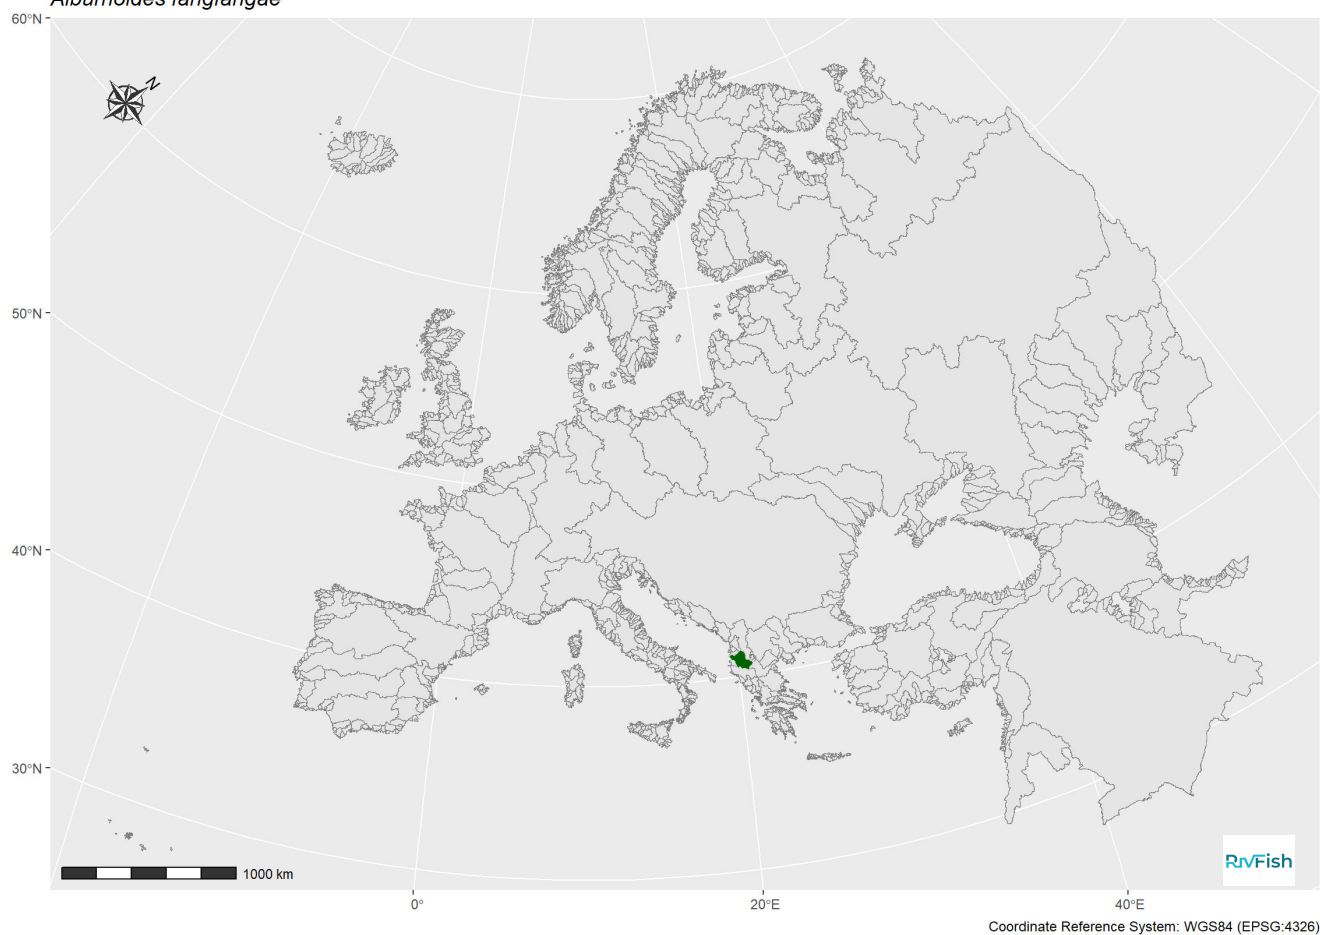 Alburnoides fangfangae
60°N
N
50°N
40°N
30°N
1000 km
RIVFish
0°
20°E
40°E
Coordinate Reference System: WGS84 (EPSG:4326)